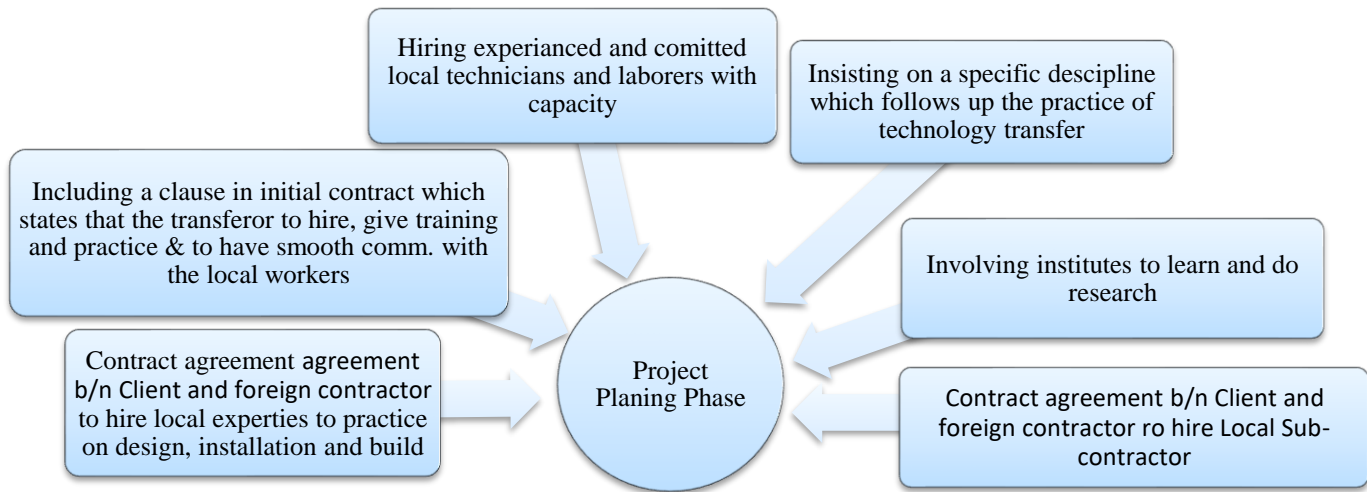 Hiring experianced and comitted
local technicians and laborers with
capacity
Insisting on a specific descipline
which follows up the practice of
technology transfer
Including a clause in initial contract which
states that the transferor to hire, give training
and practice & to have smooth comm. with
the local workers
Involving institutes to learn and do
research
Contract agreement agreement
b/n Client and foreign contractor
to hire local experties to practice
on design, installation and build
Project
Planing Phase
Contract agreement b/n Client and
foreign contractor ro hire Local Sub-
contractor